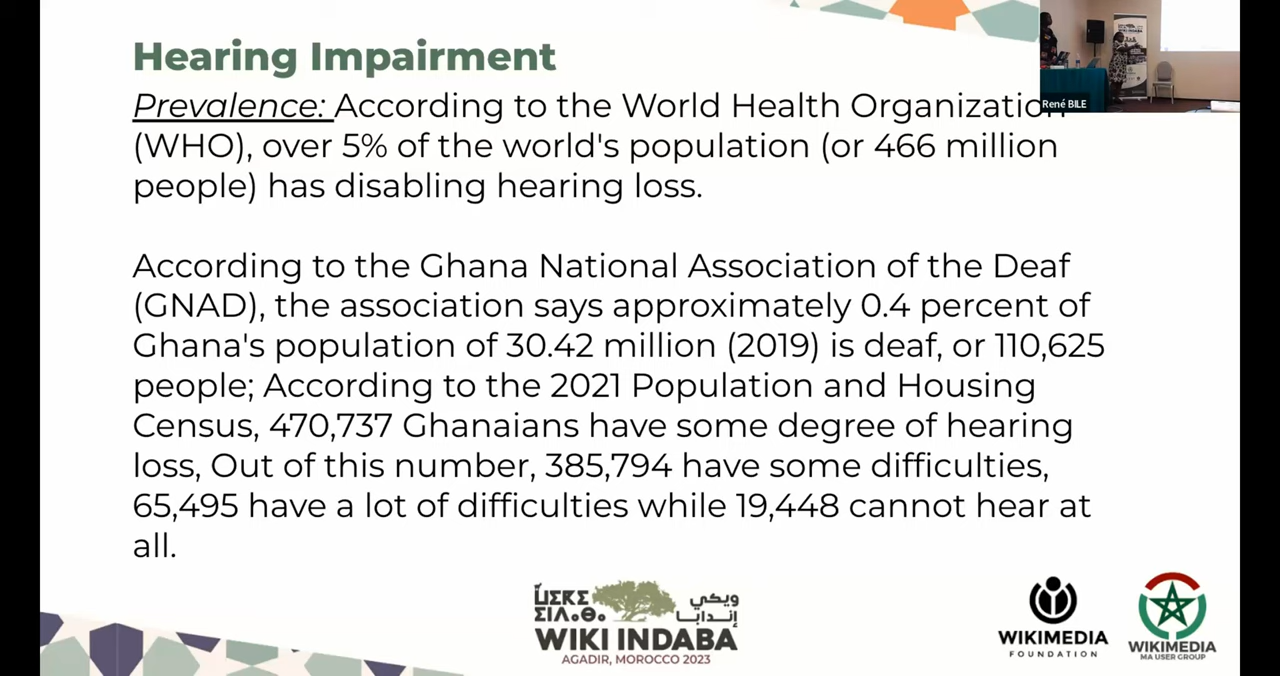 Hearing Impairment
Prevalence: According to the World Health Organization
(WHO), over 5% of the world's population (or 466 million
people) has disabling hearing loss.
According to the Ghana National Association of the Deaf
(GNAD), the association says approximately 0.4 percent of
Ghana's population of 30.42 million (2019) is deaf, or 110,625
people; According to the 2021 Population and Housing
Census, 470,737 Ghanaians have some degree of hearing
loss, Out of this number, 385,794 have some difficulties,
65,495 have a lot of difficulties while 19,448 cannot hear at
all.
René BILE
ⵡⵉⴽⵉ
ⵉⵏⴷⴰ�Ⱐ
ويكي
إندابا
WIKI INDABA
AGADIR, MOROCCO 2023
WIKIMEDIA
FOUNDATION
WIKIMEDIA
MA USER GROUP